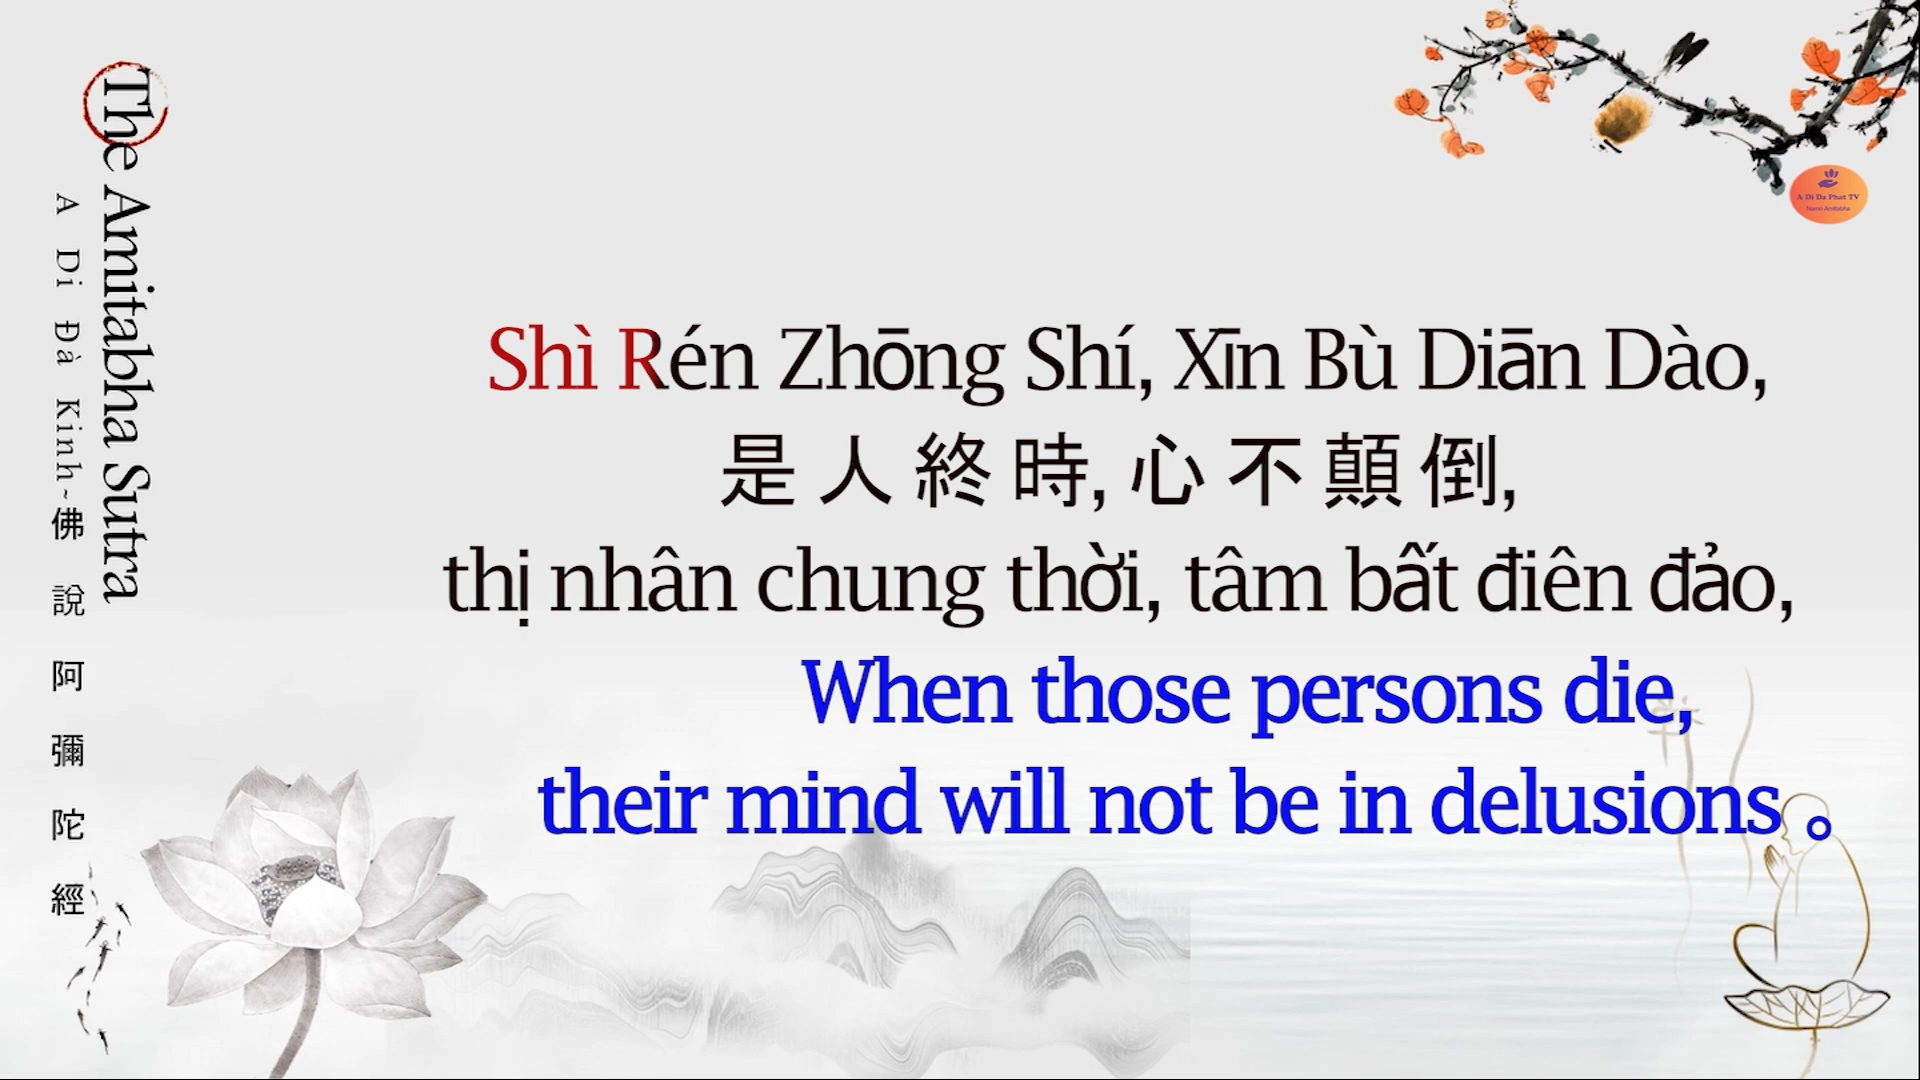 The Amitabha Sutra
A Di Đà Kinh~佛說阿彌陀經
A Di Da Phat TV
Namo Amitabha
Shì Rén Zhōng Shí, Xīn Bù Diān Dào,
是人終時,心不顛倒,
thị nhân chung thời, tâm bất điên đảo,
When those persons die,
their mind will not be in delusions。